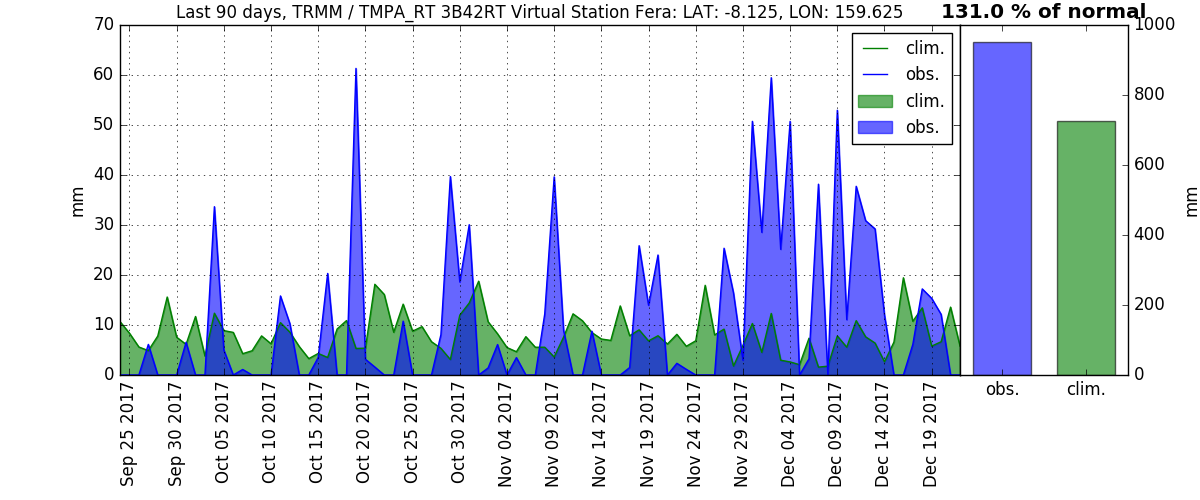 Last 90 days, TRMM / TMPA_RT 3B42RT Virtual Station Fera: LAT: -8.125, LON: 159.625
131.0 % of normal
mm
70
60
50
40
30
20
10
0
clim.
obs.
clim.
obs.
Sep 25 2017
Sep 30 2017
Oct 05 2017
Oct 10 2017
Oct 15 2017
Oct 20 2017
Oct 25 2017
Oct 30 2017
Nov 04 2017
Nov 09 2017
Nov 14 2017
Nov 19 2017
Nov 24 2017
Nov 29 2017
Dec 04 2017
Dec 09 2017
Dec 14 2017
Dec 19 2017
1000
800
600
400
200
0
mm
obs.
clim.